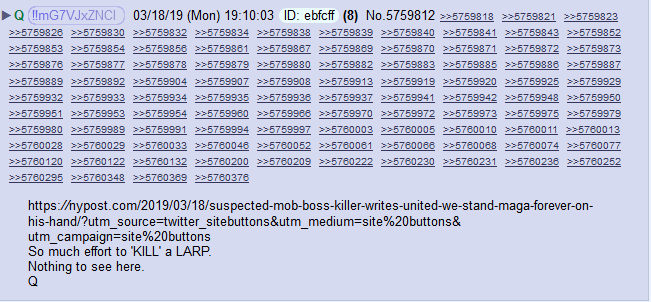 ▶ Q !!mG7VJxZNCI 03/18/19 (Mon) 19:10:03 ID: ebfcff (8) No.5759812 >>5759818 >>5759821 >>5759823
>>5759826 >>5759830 >>5759832 >>5759834 >>5759838 >>5759839 >>5759840 >>5759841 >>5759843 >>5759852
>>5759853 >>5759854 >>5759856 >>5759861 >>5759867 >>5759869 >>5759870 >>5759871 >>5759872 >>5759873
>>5759876 >>5759877 >>5759878 >>5759879 >>5759880 >>5759882 >>5759883 >>5759885 >>5759886 >>5759887
>>5759889 >>5759892 >>5759904 >>5759907 >>5759908 >>5759913 >>5759919 >>5759920 >>5759925 >>5759929
>>5759932 >>5759933 >>5759934 >>5759935 >>5759936 >>5759937 >>5759941 >>5759942 >>5759948 >>5759950
>>5759951 >>5759953 >>5759954 >>5759960 >>5759966 >>5759970 >>5759972 >>5759973 >>5759975 >>5759979
>>5759980 >>5759989 >>5759991 >>5759994 >>5759997 >>5760003 >>5760005 >>5760010 >>5760011 >>5760013
>>5760028 >>5760029 >>5760033 >>5760046 >>5760052 >>5760061 >>5760066 >>5760068 >>5760074 >>5760077
>>5760120 >>5760122 >>5760132 >>5760200 >>5760209 >>5760222 >>5760230 >>5760231 >>5760236 >>5760252
>>5760295 >>5760348 >>5760369 >>5760376
https://nypost.com/2019/03/18/suspected-mob-boss-killer-writes-united-we-stand-maga-forever-on-
his-hand/?utm_source=twitter_sitebuttons&utm_medium=site%20buttons&
utm_campaign=site%20buttons
So much effort to 'KILL' a LARP.
Nothing to see here.
Q